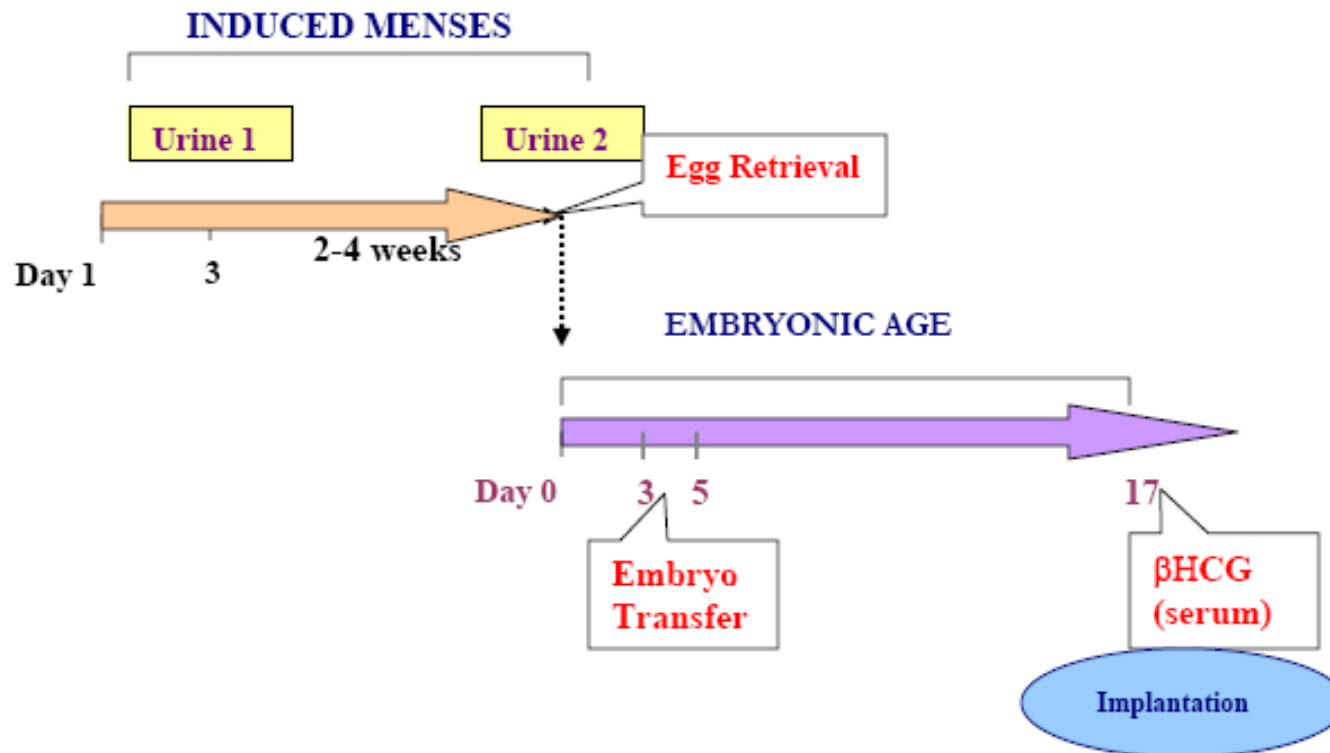 INDUCED MENSES
Urine 1
Urine 2
Egg Retrieval
2-4 weeks
Day 1
3
EMBRYONIC AGE
Day 0
3
5
17
Embryo
Transfer
βHCG
(serum)
Implantation